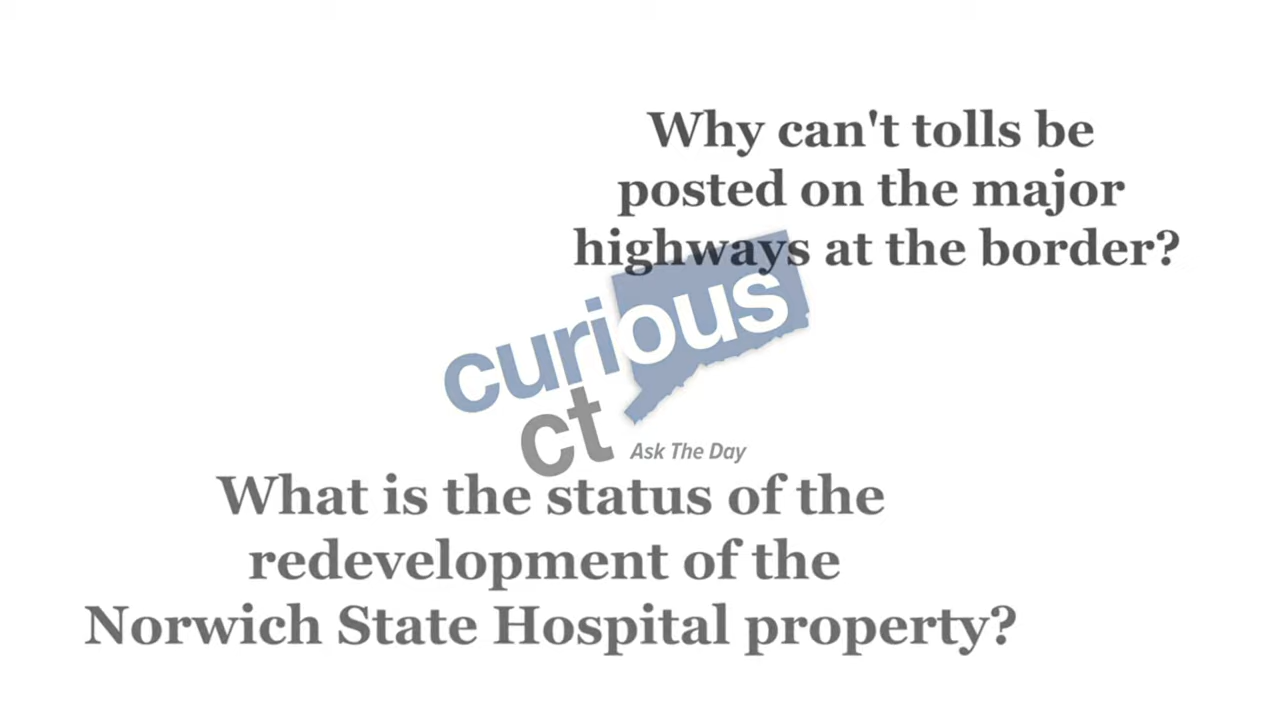 Why can't tolls be
posted on the major
highways at the border?
curious
ct
Ask The Day
What is the status of the
redevelopment of the
Norwich State Hospital property?